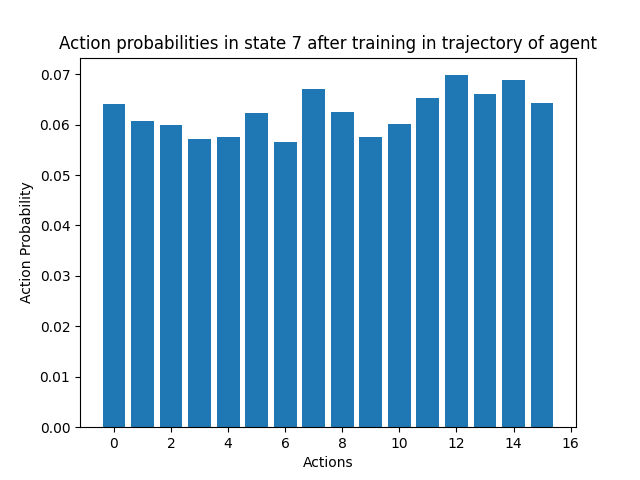 Action probabilities in state 7 after training in trajectory of agent
0.07
0.06
0.05
0.04
0.03
0.02
0.01
0.00
Action Probability
0 2 4 6 8 10 12 14 16
Actions